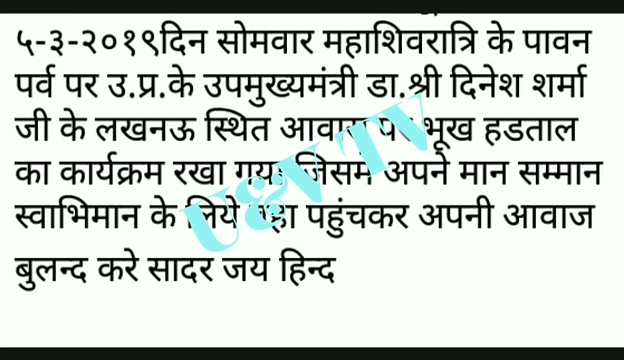 ५-३-२०१९दिन सोमवार महाशिवरात्रि के पावन
पर्व पर उ.प्र.के उपमुख्यमंत्री डा.श्री दिनेश शर्मा
जी के लखनऊ स्थित आवास पर भूख हडताल
का कार्यक्रम रखा गया जिसमे अपने मान सम्मान
स्वाभिमान के लिये वहा पहुंचकर अपनी आवाज
बुलन्द करे सादर जय हिन्द
U&V TV